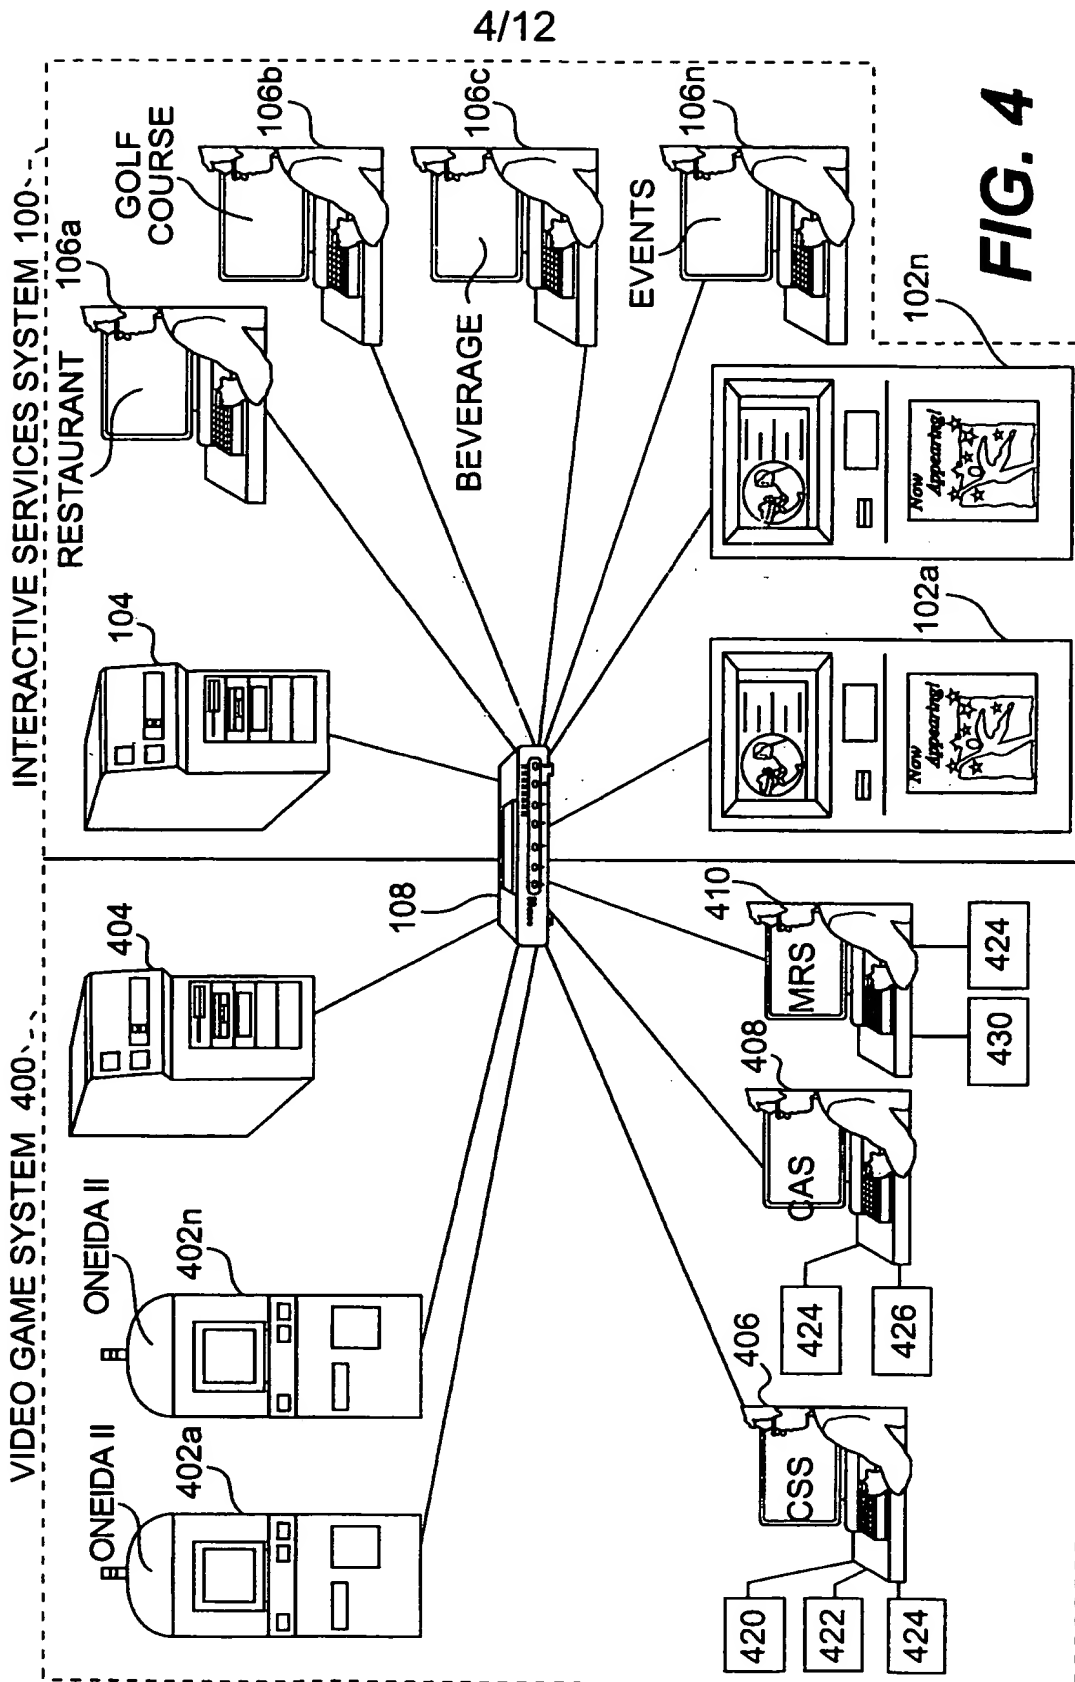 4/12
VIDEO GAME SYSTEM 400
INTERACTIVE SERVICES SYSTEM 100
ONEIDA II
402a
ONEIDA II
402n
404
104
108
RESTAURANT
106a
GOLF
COURSE
106b
BEVERAGE
106c
EVENTS
106n
CSS
406
420
422
424
CAS
408
424
426
MRS
410
430
424
Now
Appearing!
102a
Now
Appearing!
102n
FIG. 4